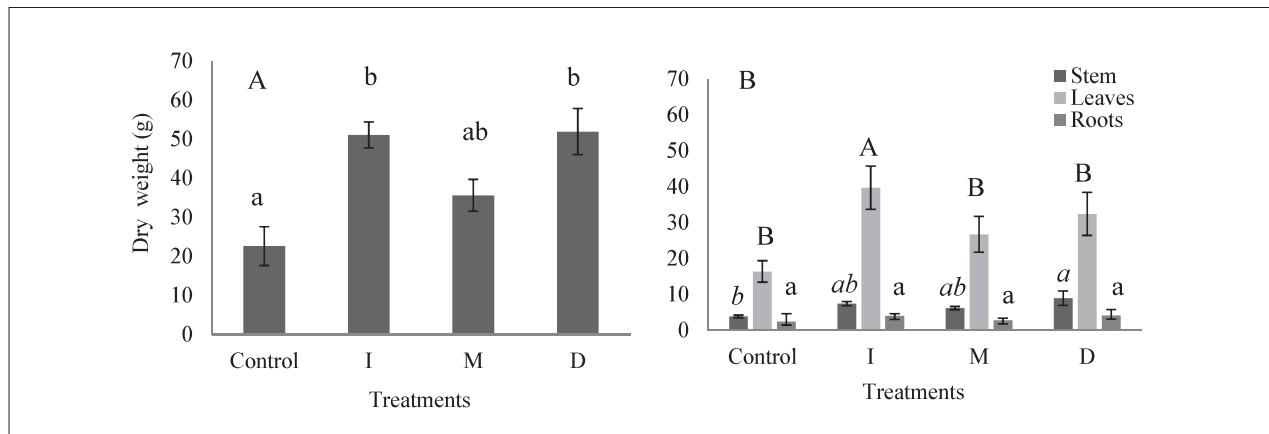 A
70
60
50
40
30
20
10
0
Dry weight (g)
a
b
ab
b
Control I M D
Treatments
B
Stem
Leaves
Roots
70
60
50
40
30
20
10
0
b B a
ab A a
ab B a
a B a
Control I M D
Treatments